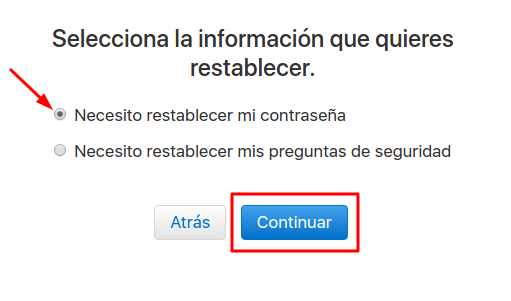 Selecciona la información que quieres
restablecer.
Necesito restablecer mi contraseña
Necesito restablecer mis preguntas de seguridad
Atrás
Continuar